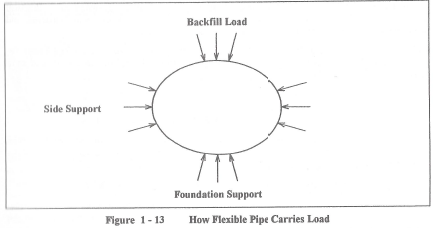 Backfill Load
Side Support
Foundation Support
Figure 1 - 13 How Flexible Pipe Carries Load